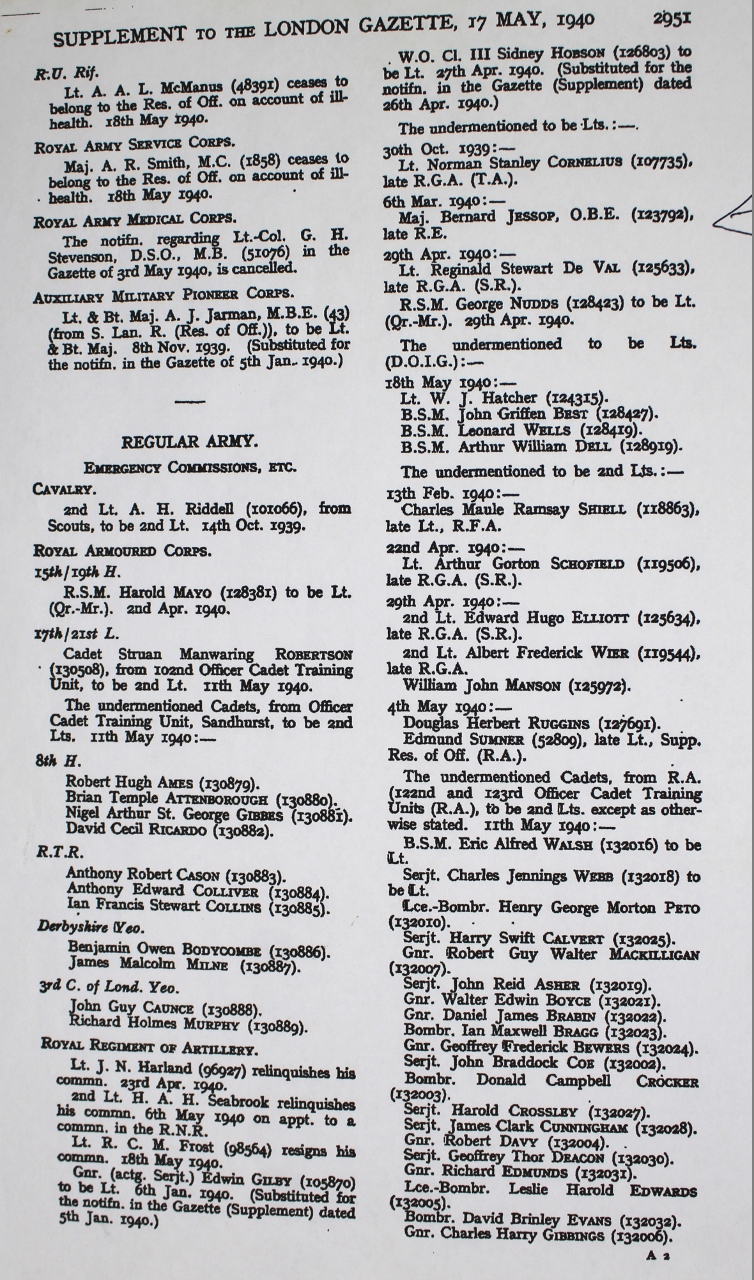 SUPPLEMENT TO THE LONDON GAZETTE, 17 MAY, 1940 2951
R.U. Rif.
Lt. A. A. L. McManus (48391) ceases to
belong to the Res. of Off. on account of ill-
health. 18th May 1940.
ROYAL ARMY SERVICE CORPS.
Maj. A. R. Smith, M.C. (1858) ceases to
belong to the Res. of Off. on account of ill-
health. 18th May 1940.
ROYAL ARMY MEDICAL CORPS.
The notifn. regarding Lt.-Col. G. H.
Stevenson, D.S.O., M.B. (51076) in the
Gazette of 3rd May 1940, is cancelled.
AUXILIARY MILITARY PIONEER CORPS.
Lt. & Bt. Maj. A. J. Jarman, M.B.E. (43)
(from S. Lan. R. (Res. of Off.)), to be Lt.
& Bt. Maj. 8th Nov. 1939. (Substituted for
the notifn. in the Gazette of 5th Jan. 1940.)
REGULAR ARMY.
EMERGENCY COMMISSIONS, ETC.
CAVALRY.
2nd Lt. A. H. Riddell (101066), from
Scouts, to be 2nd Lt. 14th Oct. 1939.
ROYAL ARMOURED CORPS.
15th/19th H.
R.S.M. Harold MAYO (128381) to be Lt.
(Qr.-Mr.). 2nd Apr. 1940.
17th/21st L.
Cadet Struan Manwaring ROBERTSON
(130508), from 102nd Officer Cadet Training
Unit, to be 2nd Lt. 11th May 1940.
The undermentioned Cadets, from Officer
Cadet Training Unit, Sandhurst, to be 2nd
Lts. 11th May 1940:—
8th H.
Robert Hugh AMES (130879).
Brian Temple ATTENBOROUGH (130880).
Nigel Arthur St. George GIBBES (130881).
David Cecil RICARDO (130882).
R.T.R.
Anthony Robert CASON (130883).
Anthony Edward COLLIVER (130884).
Ian Francis Stewart COLLINS (130885).
Derbyshire Yeo.
Benjamin Owen BODYCOMBE (130886).
James Malcolm MILNE (130887).
3rd C. of Lond. Yeo.
John Guy CAUNCE (130888).
Richard Holmes MURPHY (130889).
ROYAL REGIMENT OF ARTILLERY.
Lt. J. N. Harland (96927) relinquishes his
commn. 23rd Apr. 1940.
2nd Lt. H. A. H. Seabrook relinquishes
his commn. 6th May 1940 on appt. to a
commn. in the R.N.R.
Lt. R. C. M. Frost (98564) resigns his
commn. 18th May 1940.
Gnr. (actg. Serjt.) Edwin GILBY (105870)
to be Lt. 6th Jan. 1940. (Substituted for
the notifn. in the Gazette (Supplement) dated
5th Jan. 1940.)
W.O. Cl. III Sidney HOBSON (126803) to
be Lt. 27th Apr. 1940. (Substituted for the
notifn. in the Gazette (Supplement) dated
26th Apr. 1940.)
The undermentioned to be Lts.:—
30th Oct. 1939:—
Lt. Norman Stanley CORNELIUS (107735),
late R.G.A. (T.A.).
6th Mar. 1940:—
Maj. Bernard JESSOP, O.B.E. (123792),
late R.E.
29th Apr. 1940:—
Lt. Reginald Stewart De VAL (125633),
late R.G.A. (S.R.).
R.S.M. George NUDDS (128423) to be Lt.
(Qr.-Mr.). 29th Apr. 1940.
The undermentioned to be Lts.
(D.O.I.G.):—
18th May 1940:—
Lt. W. J. Hatcher (124315).
B.S.M. John Griffen BEST (128427).
B.S.M. Leonard WELLS (128419).
B.S.M. Arthur William DELL (128919).
The undermentioned to be 2nd Lts.:—
13th Feb. 1940:—
Charles Maule Ramsay SHIELL (118863),
late Lt., R.F.A.
22nd Apr. 1940:—
Lt. Arthur Gorton SCHOFIELD (119506),
late R.G.A. (S.R.).
29th Apr. 1940:—
2nd Lt. Edward Hugo ELLIOTT (125634),
late R.G.A. (S.R.).
2nd Lt. Albert Frederick WIER (119544),
late R.G.A.
William John MANSON (125972).
4th May 1940:—
Douglas Herbert RUGGINS (127691).
Edmund SUMNER (52809), late Lt., Supp.
Res. of Off. (R.A.).
The undermentioned Cadets, from R.A.
(122nd and 123rd Officer Cadet Training
Units (R.A.), to be 2nd Lts. except as other-
wise stated. 11th May 1940:—
B.S.M. Eric Alfred WALSH (132016) to be
Lt.
Serjt. Charles Jennings WEBB (132018) to
be Lt.
Lce.-Bombr. Henry George Morton PETO
(132010).
Serjt. Harry Swift CALVERT (132025).
Gnr. Robert Guy Walter MACKILLIGAN
(132007).
Serjt. John Reid ASHER (132019).
Gnr. Walter Edwin BOYCE (132021).
Gnr. Daniel James BRABIN (132022).
Bombr. Ian Maxwell BRAGG (132023).
Gnr. Geoffrey Frederick BEWERS (132024).
Serjt. John Braddock COE (132002).
Bombr. Donald Campbell CROCKER
(132003).
Serjt. Harold CROSSLEY (132027).
Serjt. James Clark CUNNINGHAM (132028).
Gnr. Robert DAVY (132004).
Serjt. Geoffrey Thor DEACON (132030).
Gnr. Richard EDMUNDS (132031).
Lce.-Bombr. Leslie Harold EDWARDS
(132005).
Bombr. David Brinley EVANS (132032).
Gnr. Charles Harry GIBBINGS (132006).
A 2